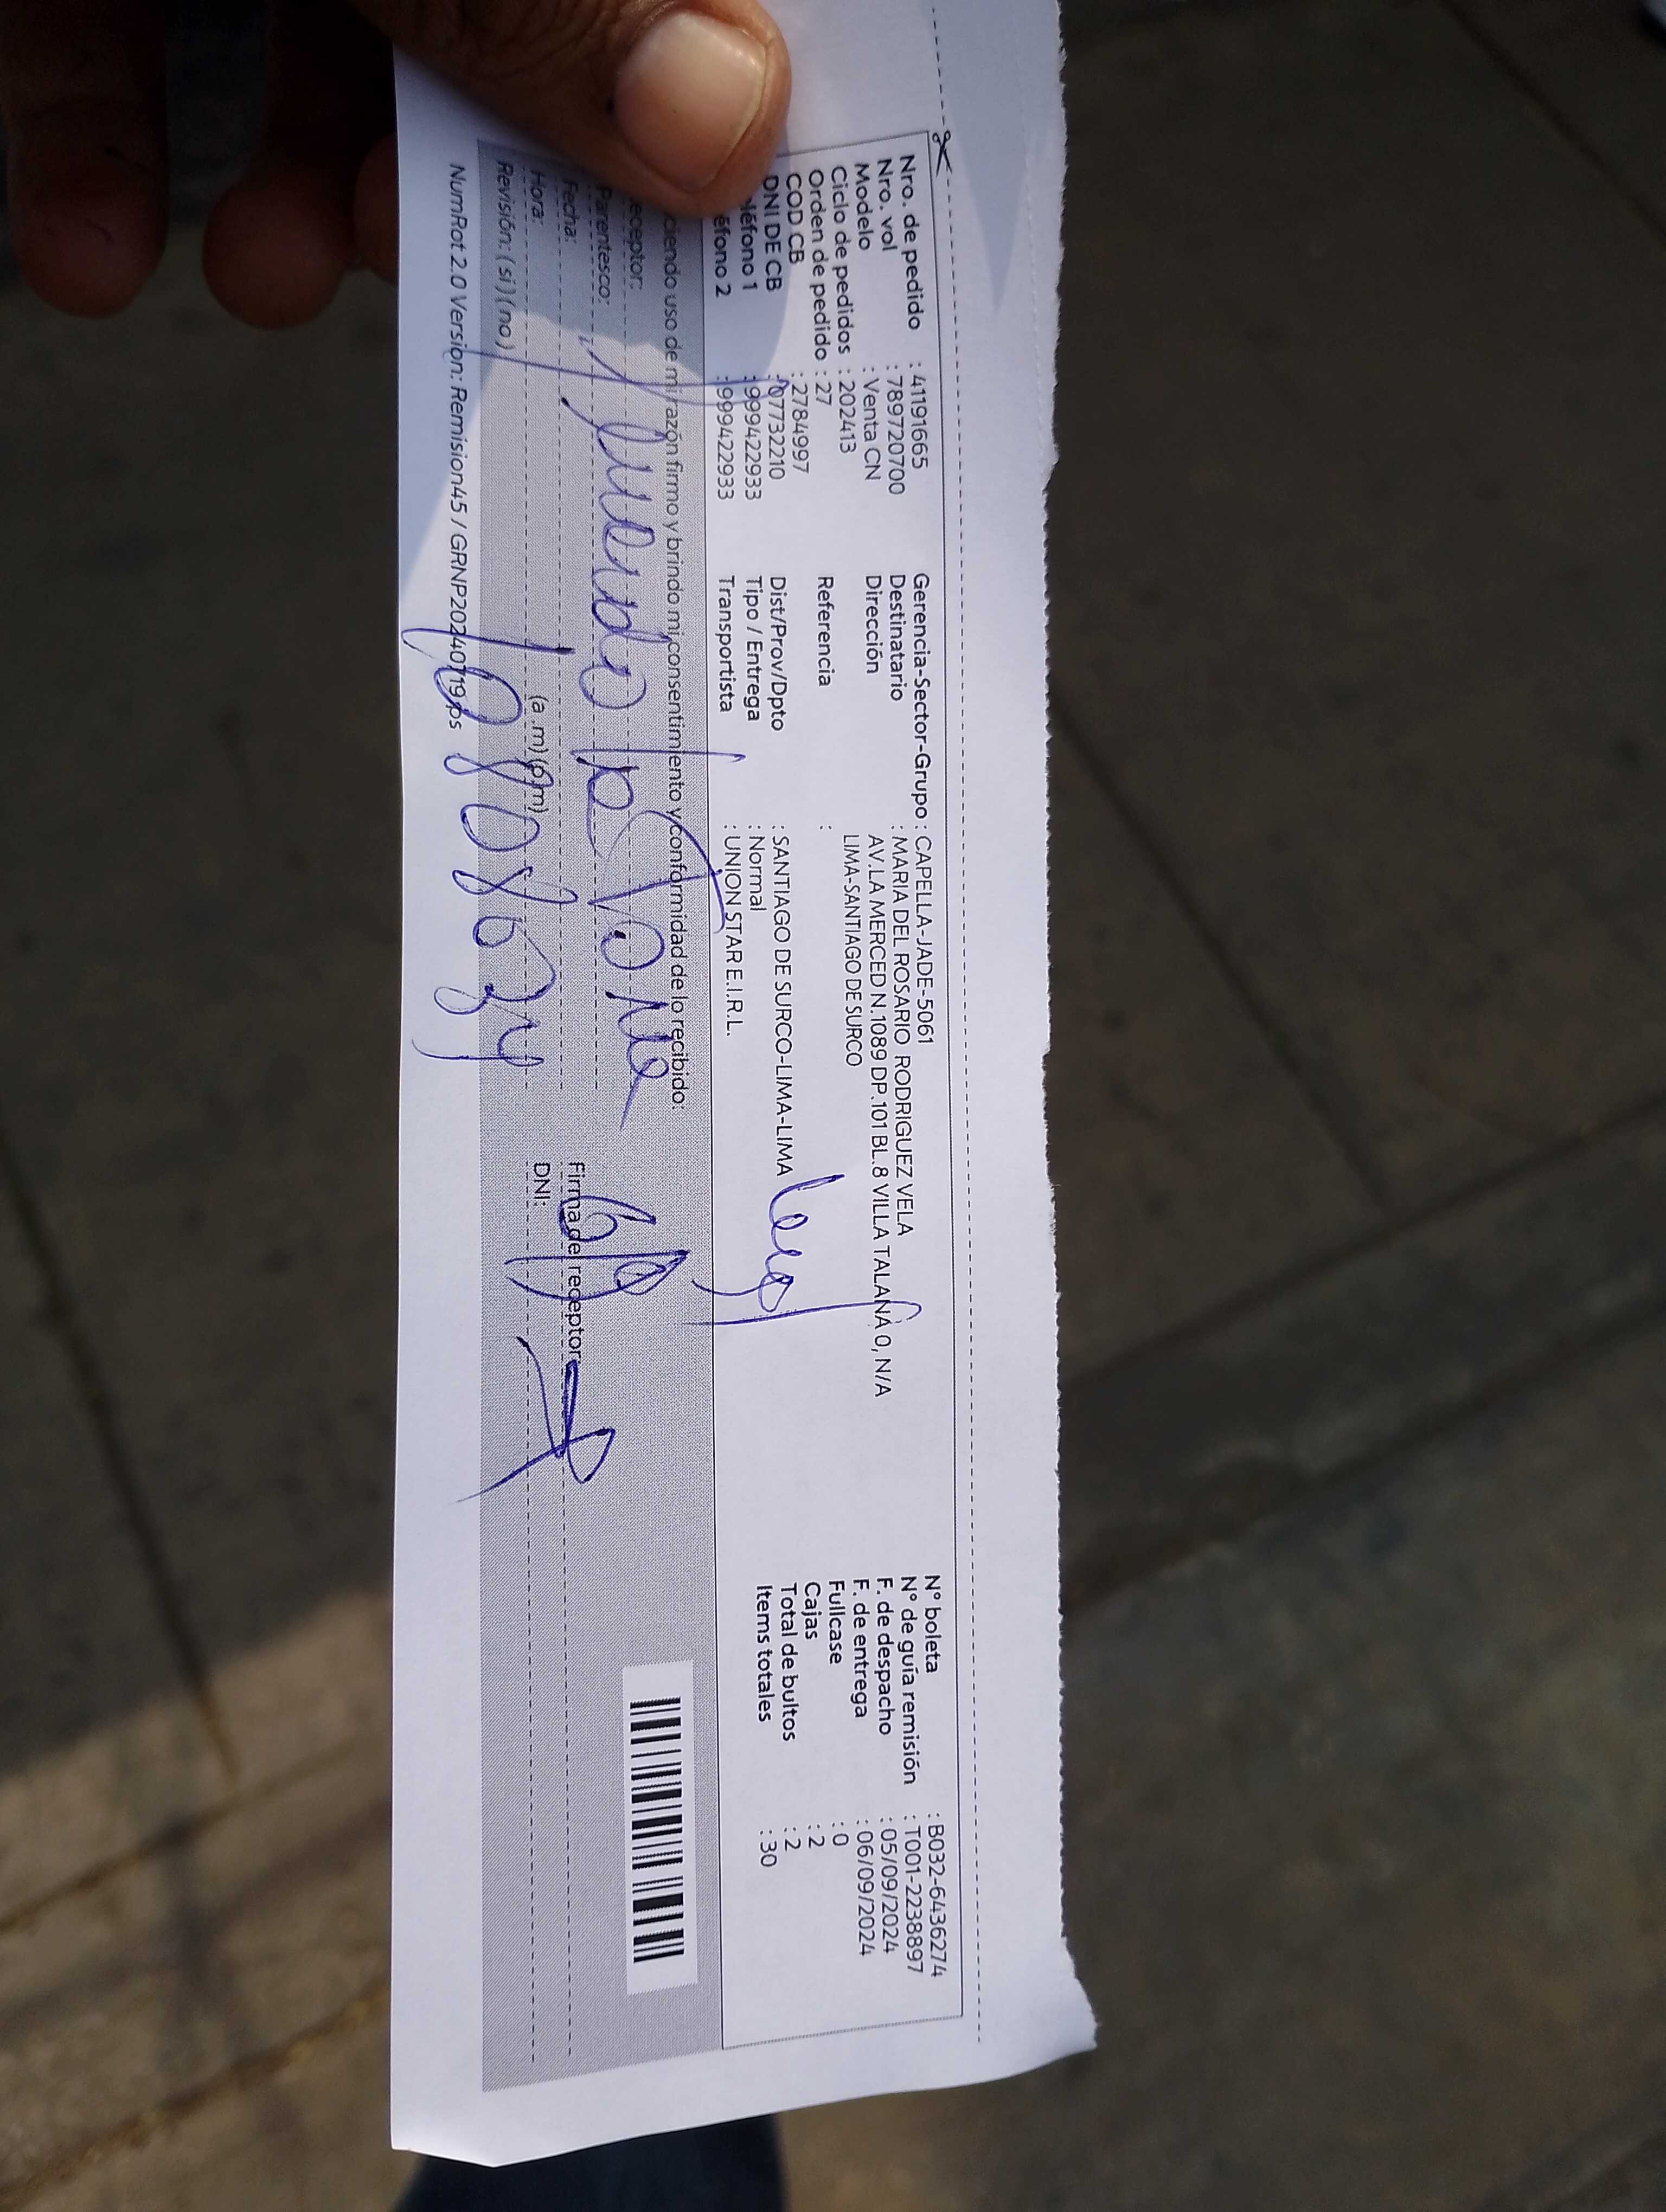 Nro. de pedido : 41191665
Nro. vol : 789720700
Modelo : Venta CN
Ciclo de pedidos : 202413
Orden de pedido : 27
COD CB : 2784997
DNI DE CB : 07732210
léfono 1 : 999422933
éfono 2 : 999422933
Gerencia-Sector-Grupo : CAPELLA-JADE-5061
Destinatario : MARIA DEL ROSARIO RODRIGUEZ VELA
Dirección AV.LA MERCED N.1089 DP.101 BL.8 VILLA TALANÁ 0, N/A
LIMA-SANTIAGO DE SURCO
Referencia :
Dist/Prov/Dpto : SANTIAGO DE SURCO-LIMA-LIMA
Tipo / Entrega : Normal
Transportista : UNION STAR E.I.R.L.
N° boleta : B032-6436274
N° de guía remisión : T001-2238897
F. de despacho : 05/09/2024
F. de entrega : 06/09/2024
Fullcase : 0
Cajas : 2
Total de bultos : 2
Items totales : 30
ciendo uso de mi razón firmo y brindo mi consentimiento y conformidad de lo recibido:
eceptor:
Parentesco:
Fecha:
Hora: (a .m) (p.m)
Revisión: ( si ) ( no )
Firma del receptor
DNI:
NumRot 2.0 Version: Remision45 / GRNP20240719.ps